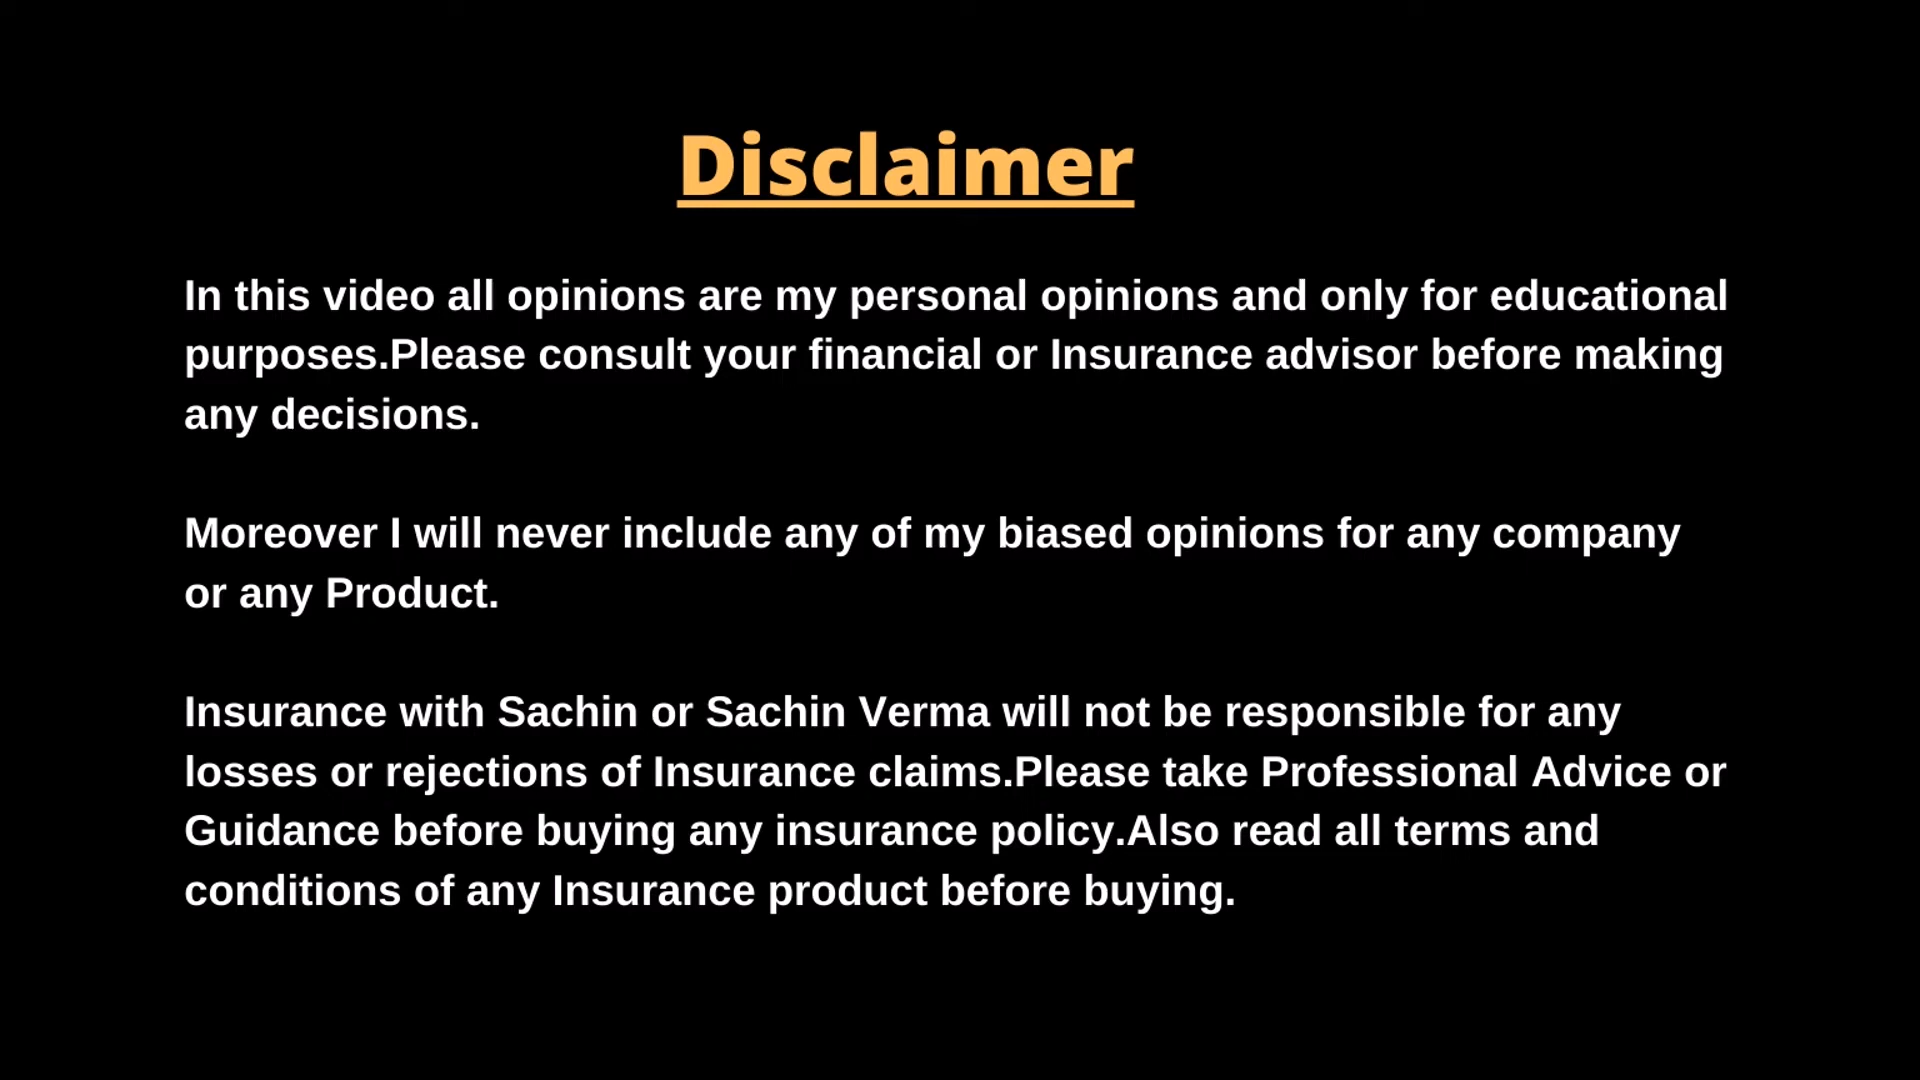 Disclaimer
In this video all opinions are my personal opinions and only for educational
purposes.Please consult your financial or Insurance advisor before making
any decisions.
Moreover I will never include any of my biased opinions for any company
or any Product.
Insurance with Sachin or Sachin Verma will not be responsible for any
losses or rejections of Insurance claims.Please take Professional Advice or
Guidance before buying any insurance policy.Also read all terms and
conditions of any Insurance product before buying.